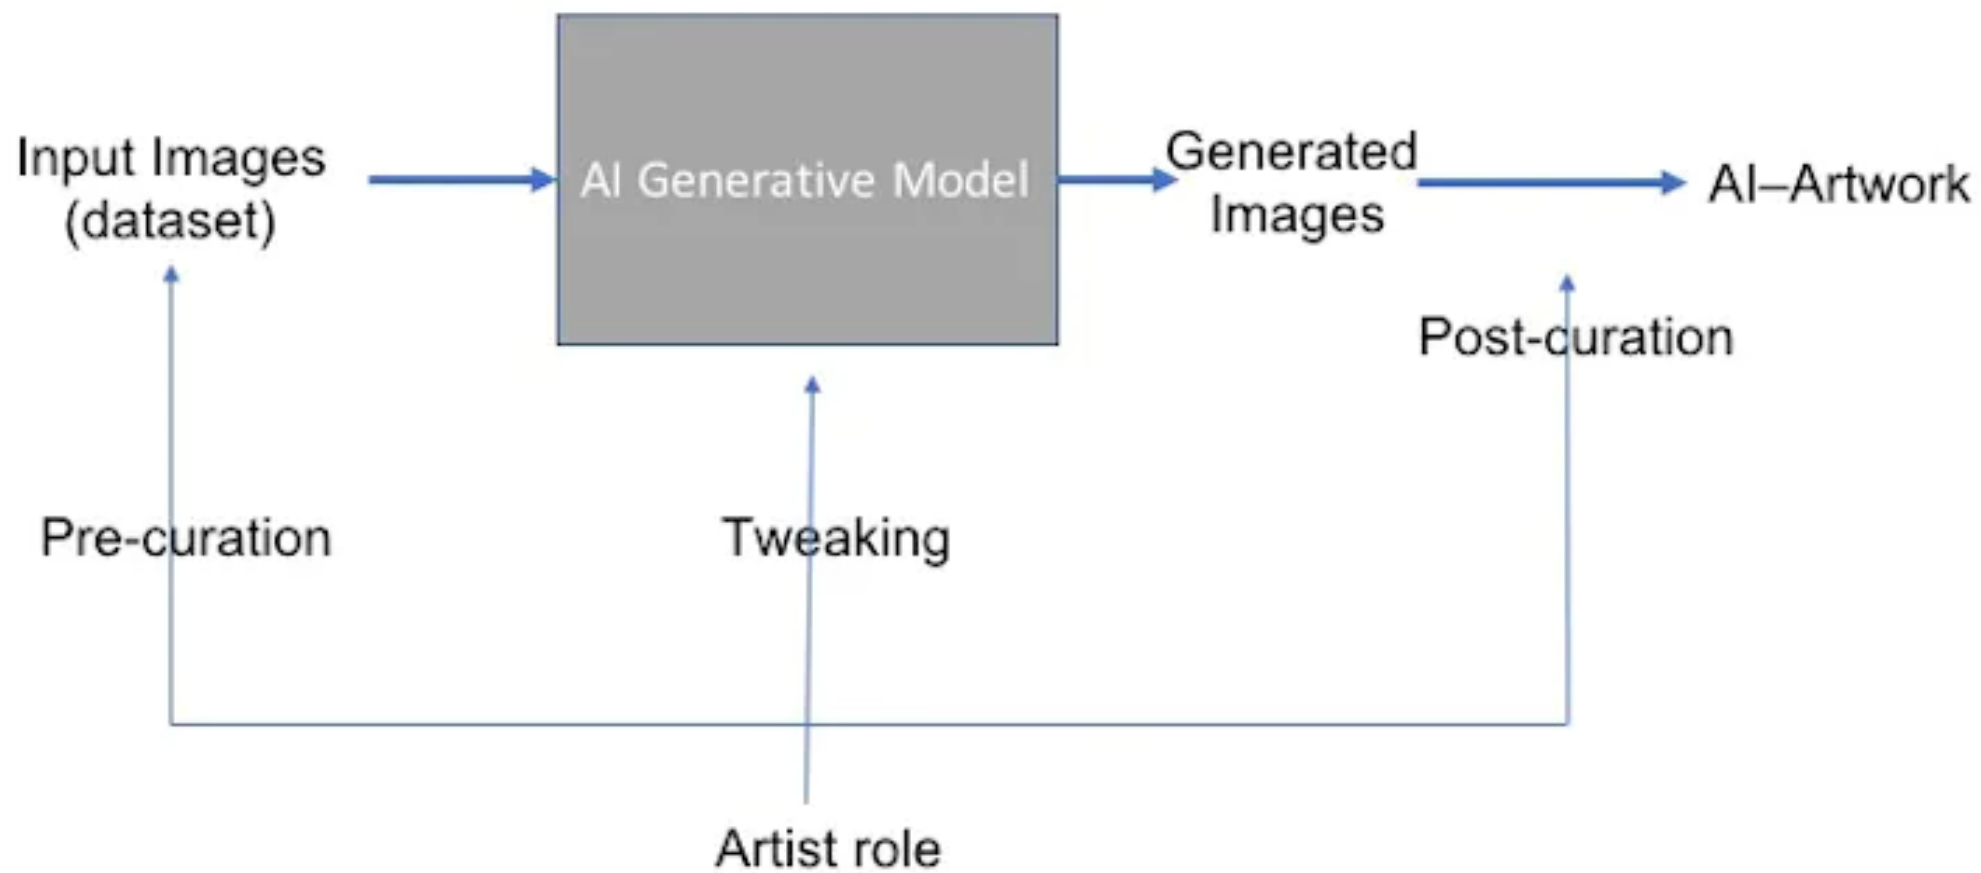 Input Images
(dataset)
AI Generative Model
Generated
Images
AI–Artwork
Post-curation
Pre-curation
Tweaking
Artist role